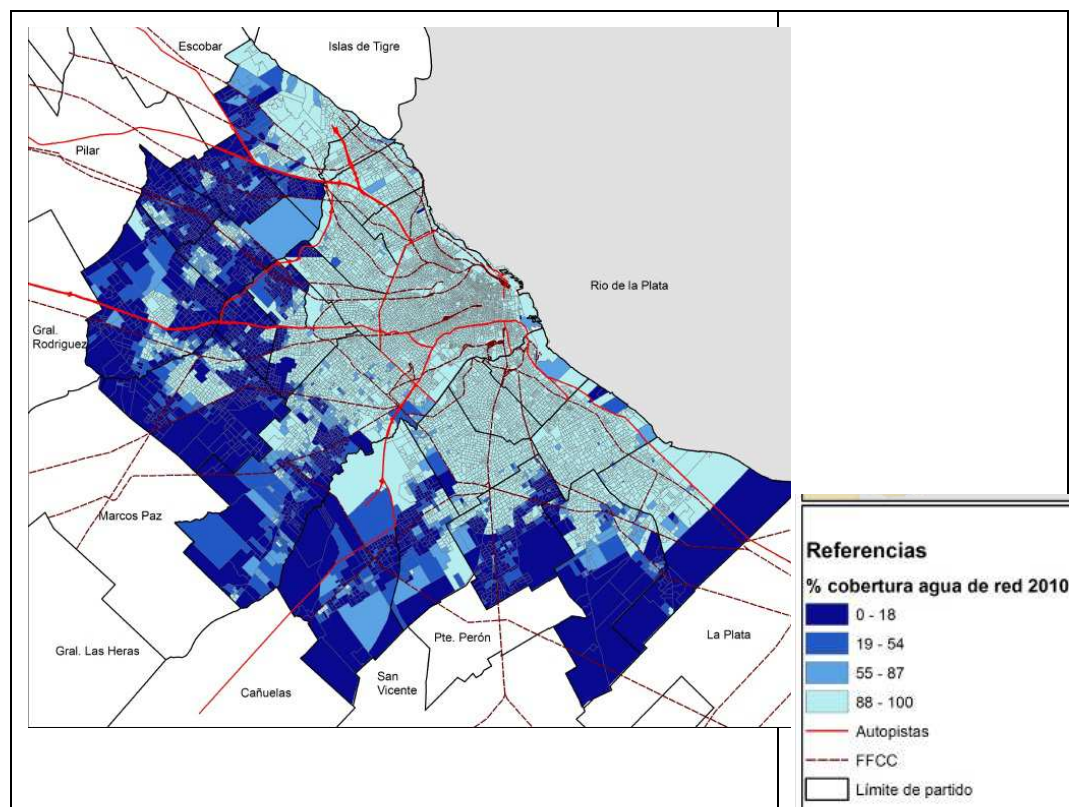 Escobar
Islas de Tigre
Pilar
Rio de la Plata
Gral.
Rodriguez
Marcos Paz
Gral. Las Heras
Cañuelas
San
Vicente
Pte. Perón
La Plata
Referencias
% cobertura agua de red 2010
0 - 18
19 - 54
55 - 87
88 - 100
Autopistas
FFCC
Límite de partido